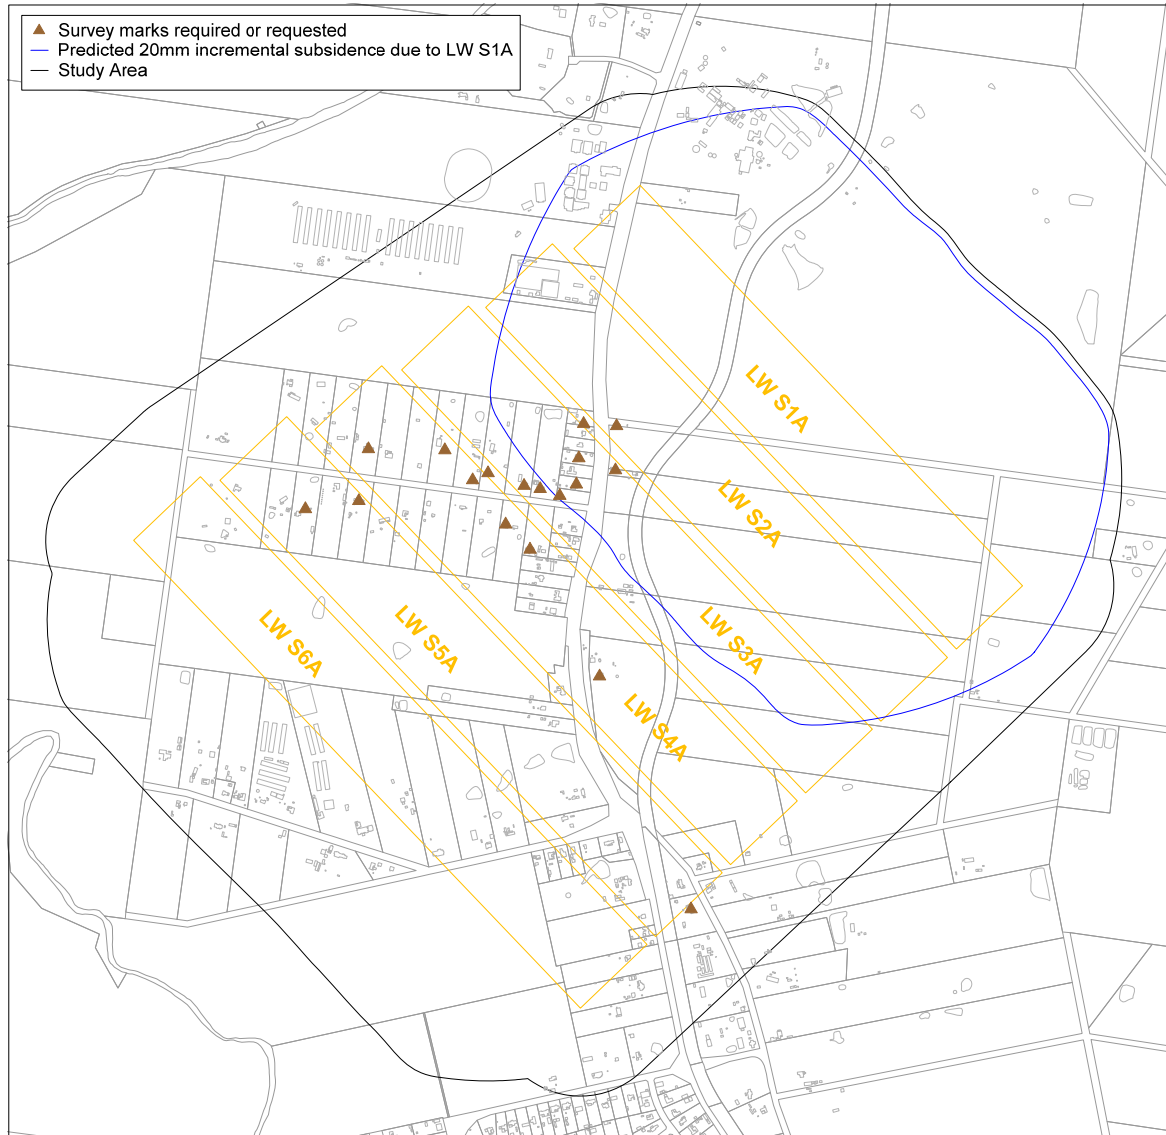 Survey marks required or requested
Predicted 20mm incremental subsidence due to LW S1A
Study Area
LW S1A
LW S2A
LW S3A
LW S4A
LW S5A
LW S6A